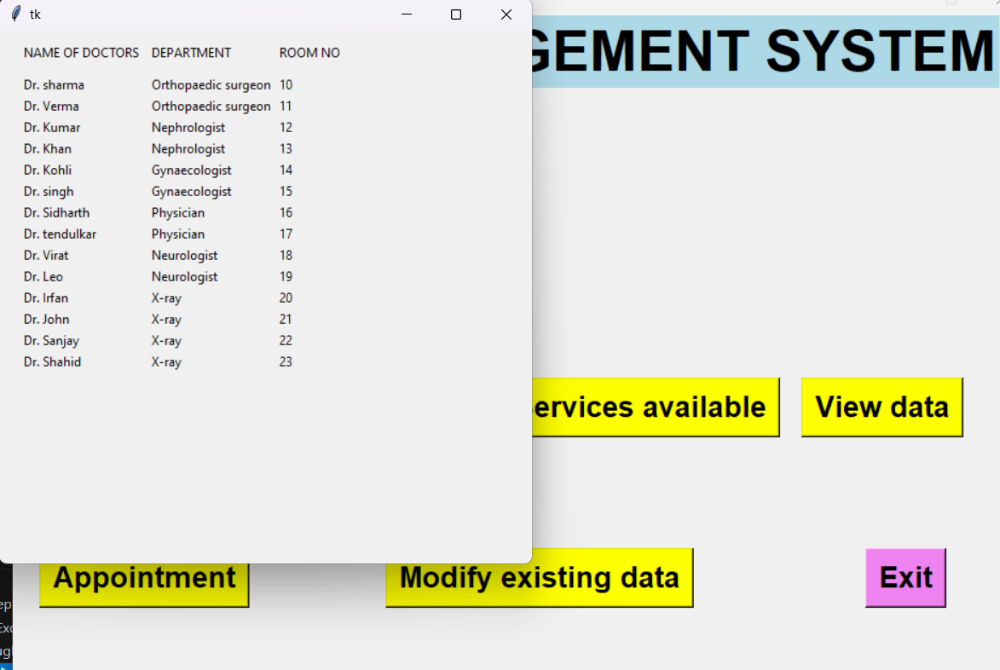 tk
GEMENT SYSTEM
NAME OF DOCTORS DEPARTMENT ROOM NO
Dr. sharma Orthopaedic surgeon 10
Dr. Verma Orthopaedic surgeon 11
Dr. Kumar Nephrologist 12
Dr. Khan Nephrologist 13
Dr. Kohli Gynaecologist 14
Dr. singh Gynaecologist 15
Dr. Sidharth Physician 16
Dr. tendulkar Physician 17
Dr. Virat Neurologist 18
Dr. Leo Neurologist 19
Dr. Irfan X-ray 20
Dr. John X-ray 21
Dr. Sanjay X-ray 22
Dr. Shahid X-ray 23
ervices available View data
Appointment Modify existing data Exit